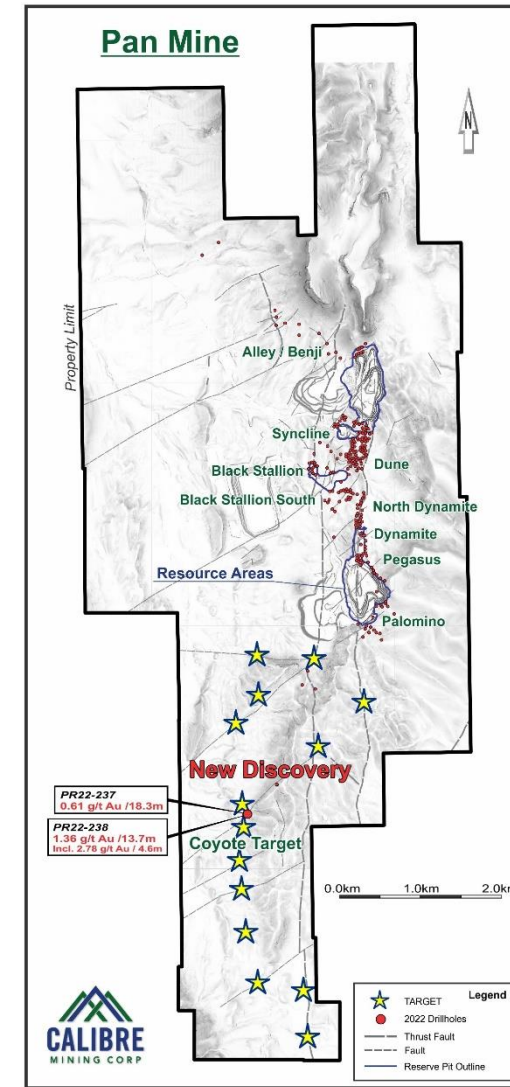 Pan Mine
N
Property Limit
Alley / Benji
Syncline
Dune
Black Stallion
Black Stallion South
North Dynamite
Dynamite
Pegasus
Resource Areas
Palomino
New Discovery
PR22-237
0.61 g/t Au /18.3m
PR22-238
1.36 g/t Au /13.7m
Incl. 2.78 g/t Au / 4.6m
Coyote Target
0.0km 1.0km 2.0km
Legend
TARGET
2022 Drillholes
Thrust Fault
Fault
Reserve Pit Outline
CALIBRE
MINING CORP